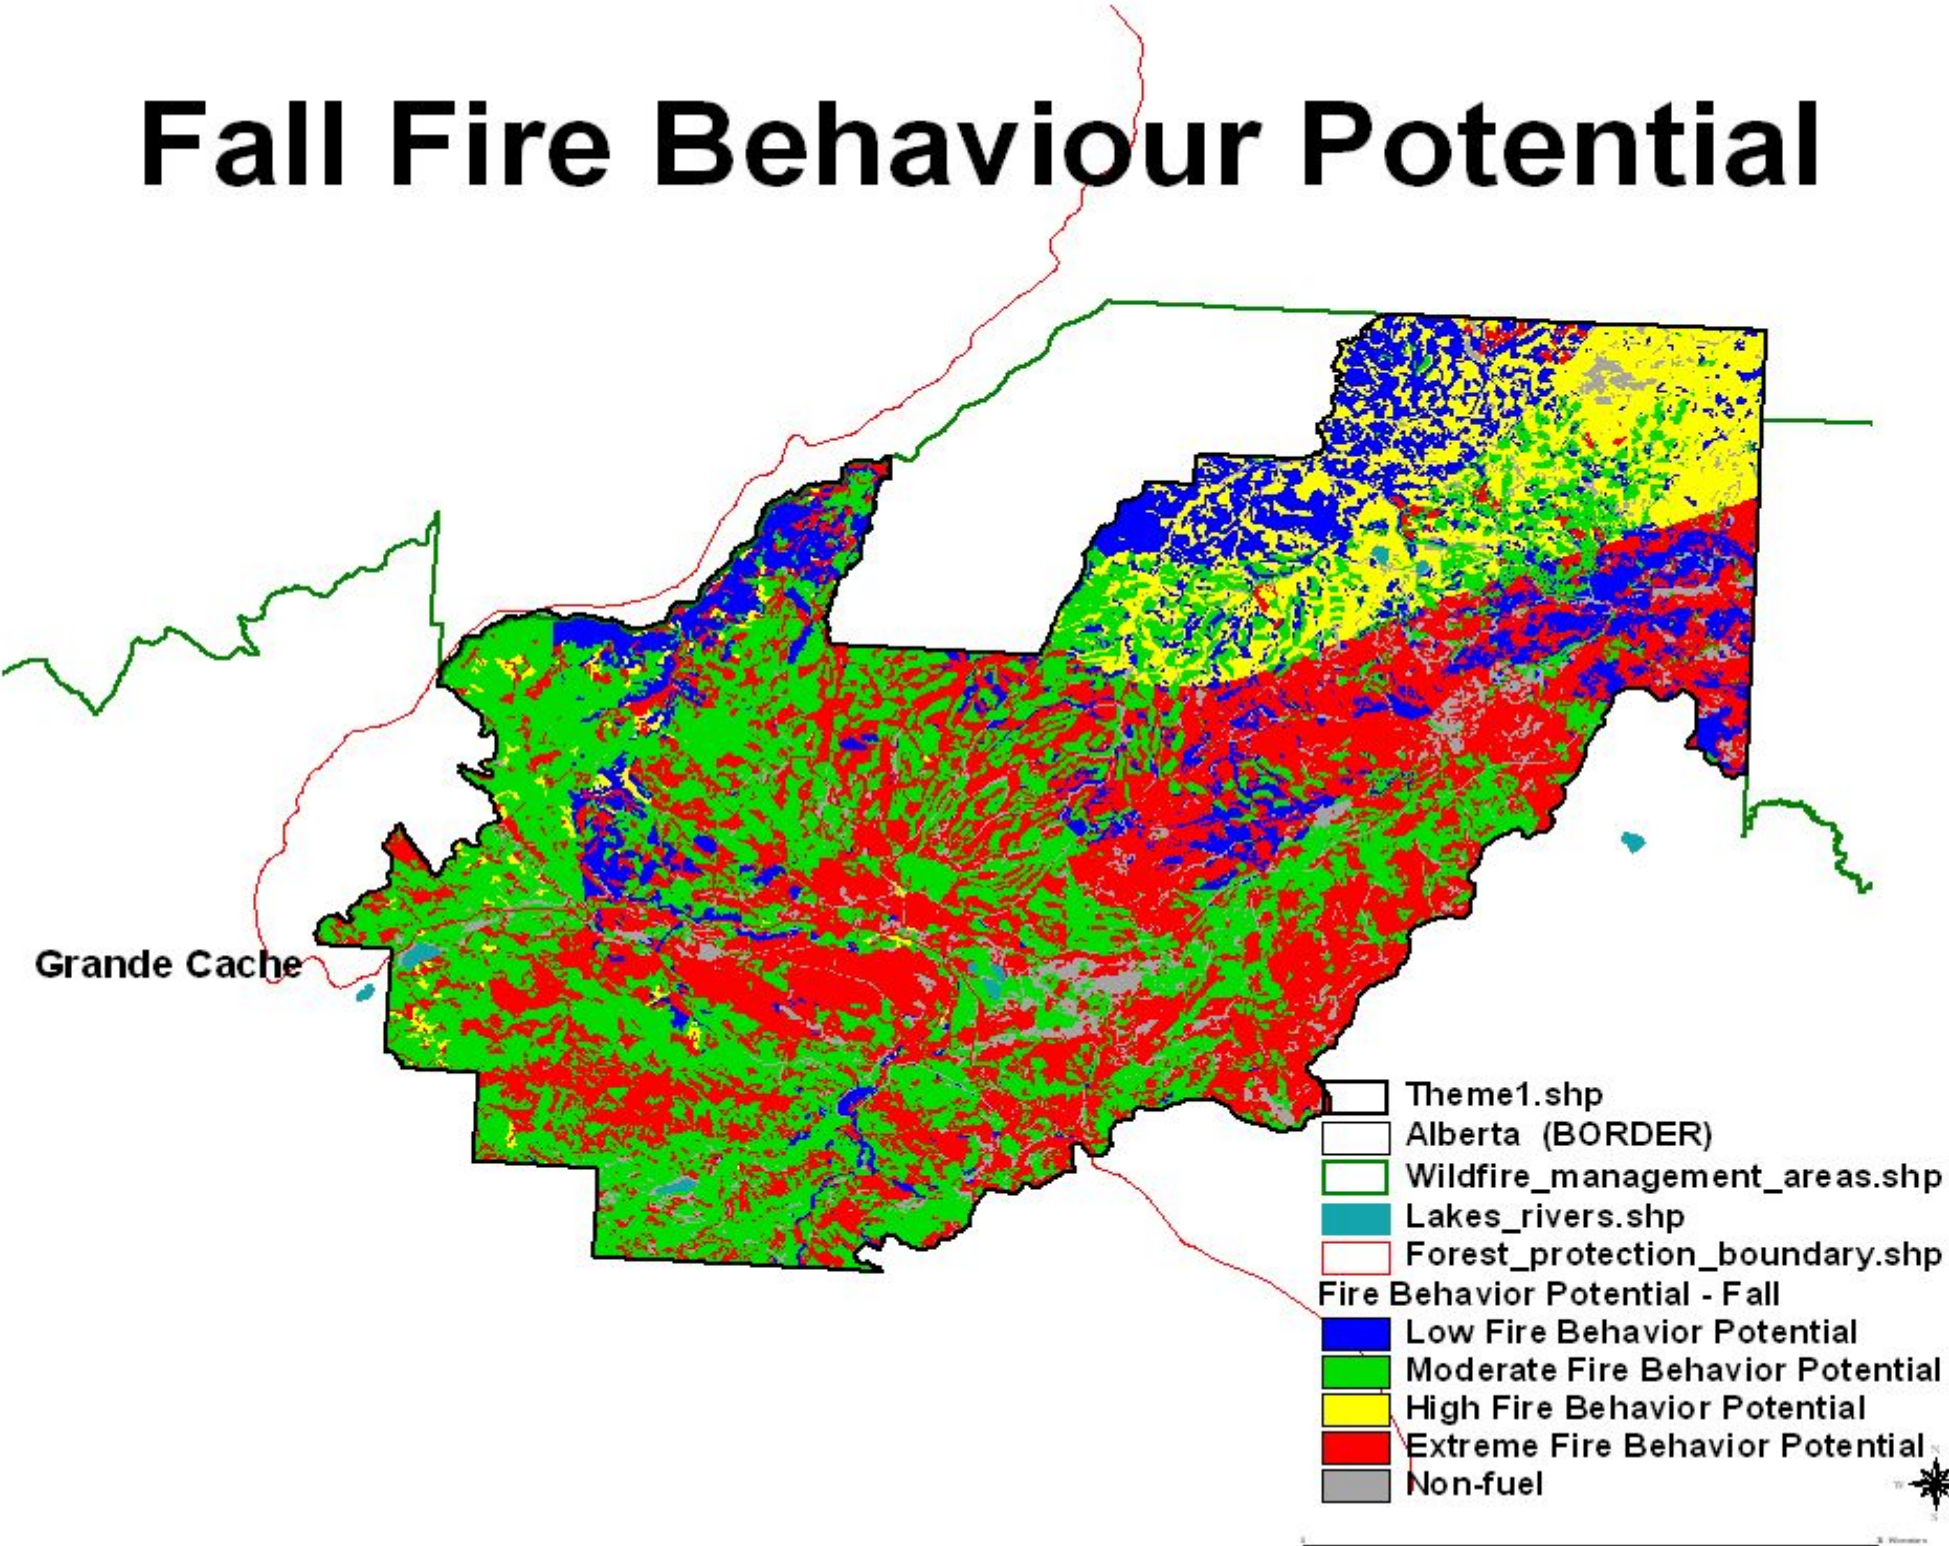 Fall Fire Behaviour Potential
Grande Cache
Theme1.shp
Alberta (BORDER)
Wildfire_management_areas.shp
Lakes_rivers.shp
Forest_protection_boundary.shp
Fire Behavior Potential - Fall
Low Fire Behavior Potential
Moderate Fire Behavior Potential
High Fire Behavior Potential
Extreme Fire Behavior Potential
Non-fuel
N
W
S